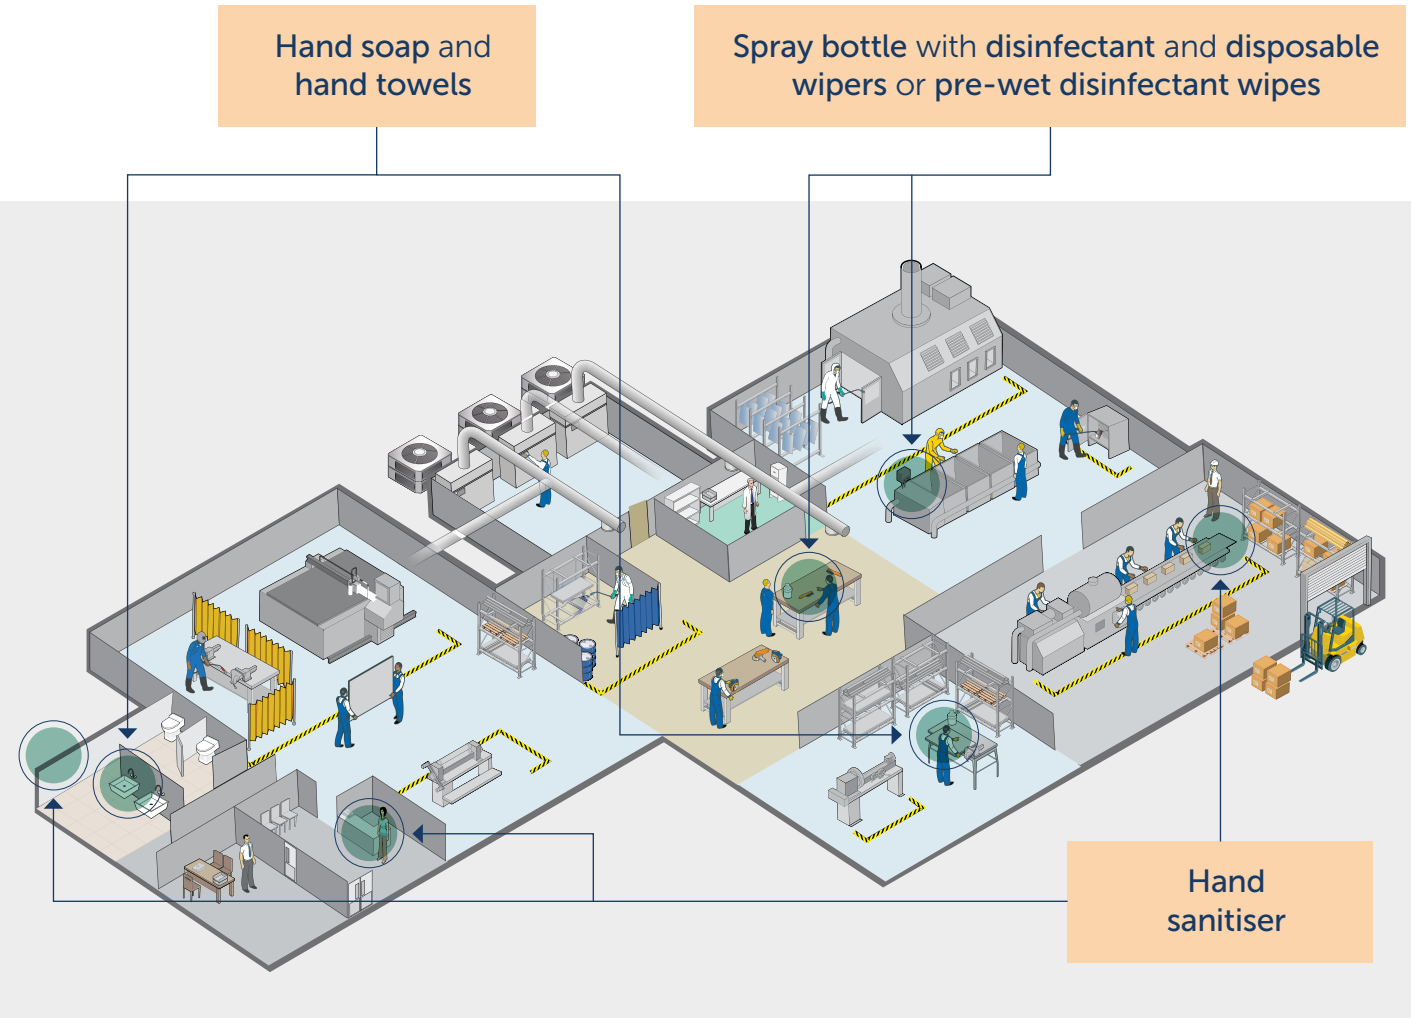 Hand soap and
hand towels
Spray bottle with disinfectant and disposable
wipers or pre-wet disinfectant wipes
Hand
sanitiser